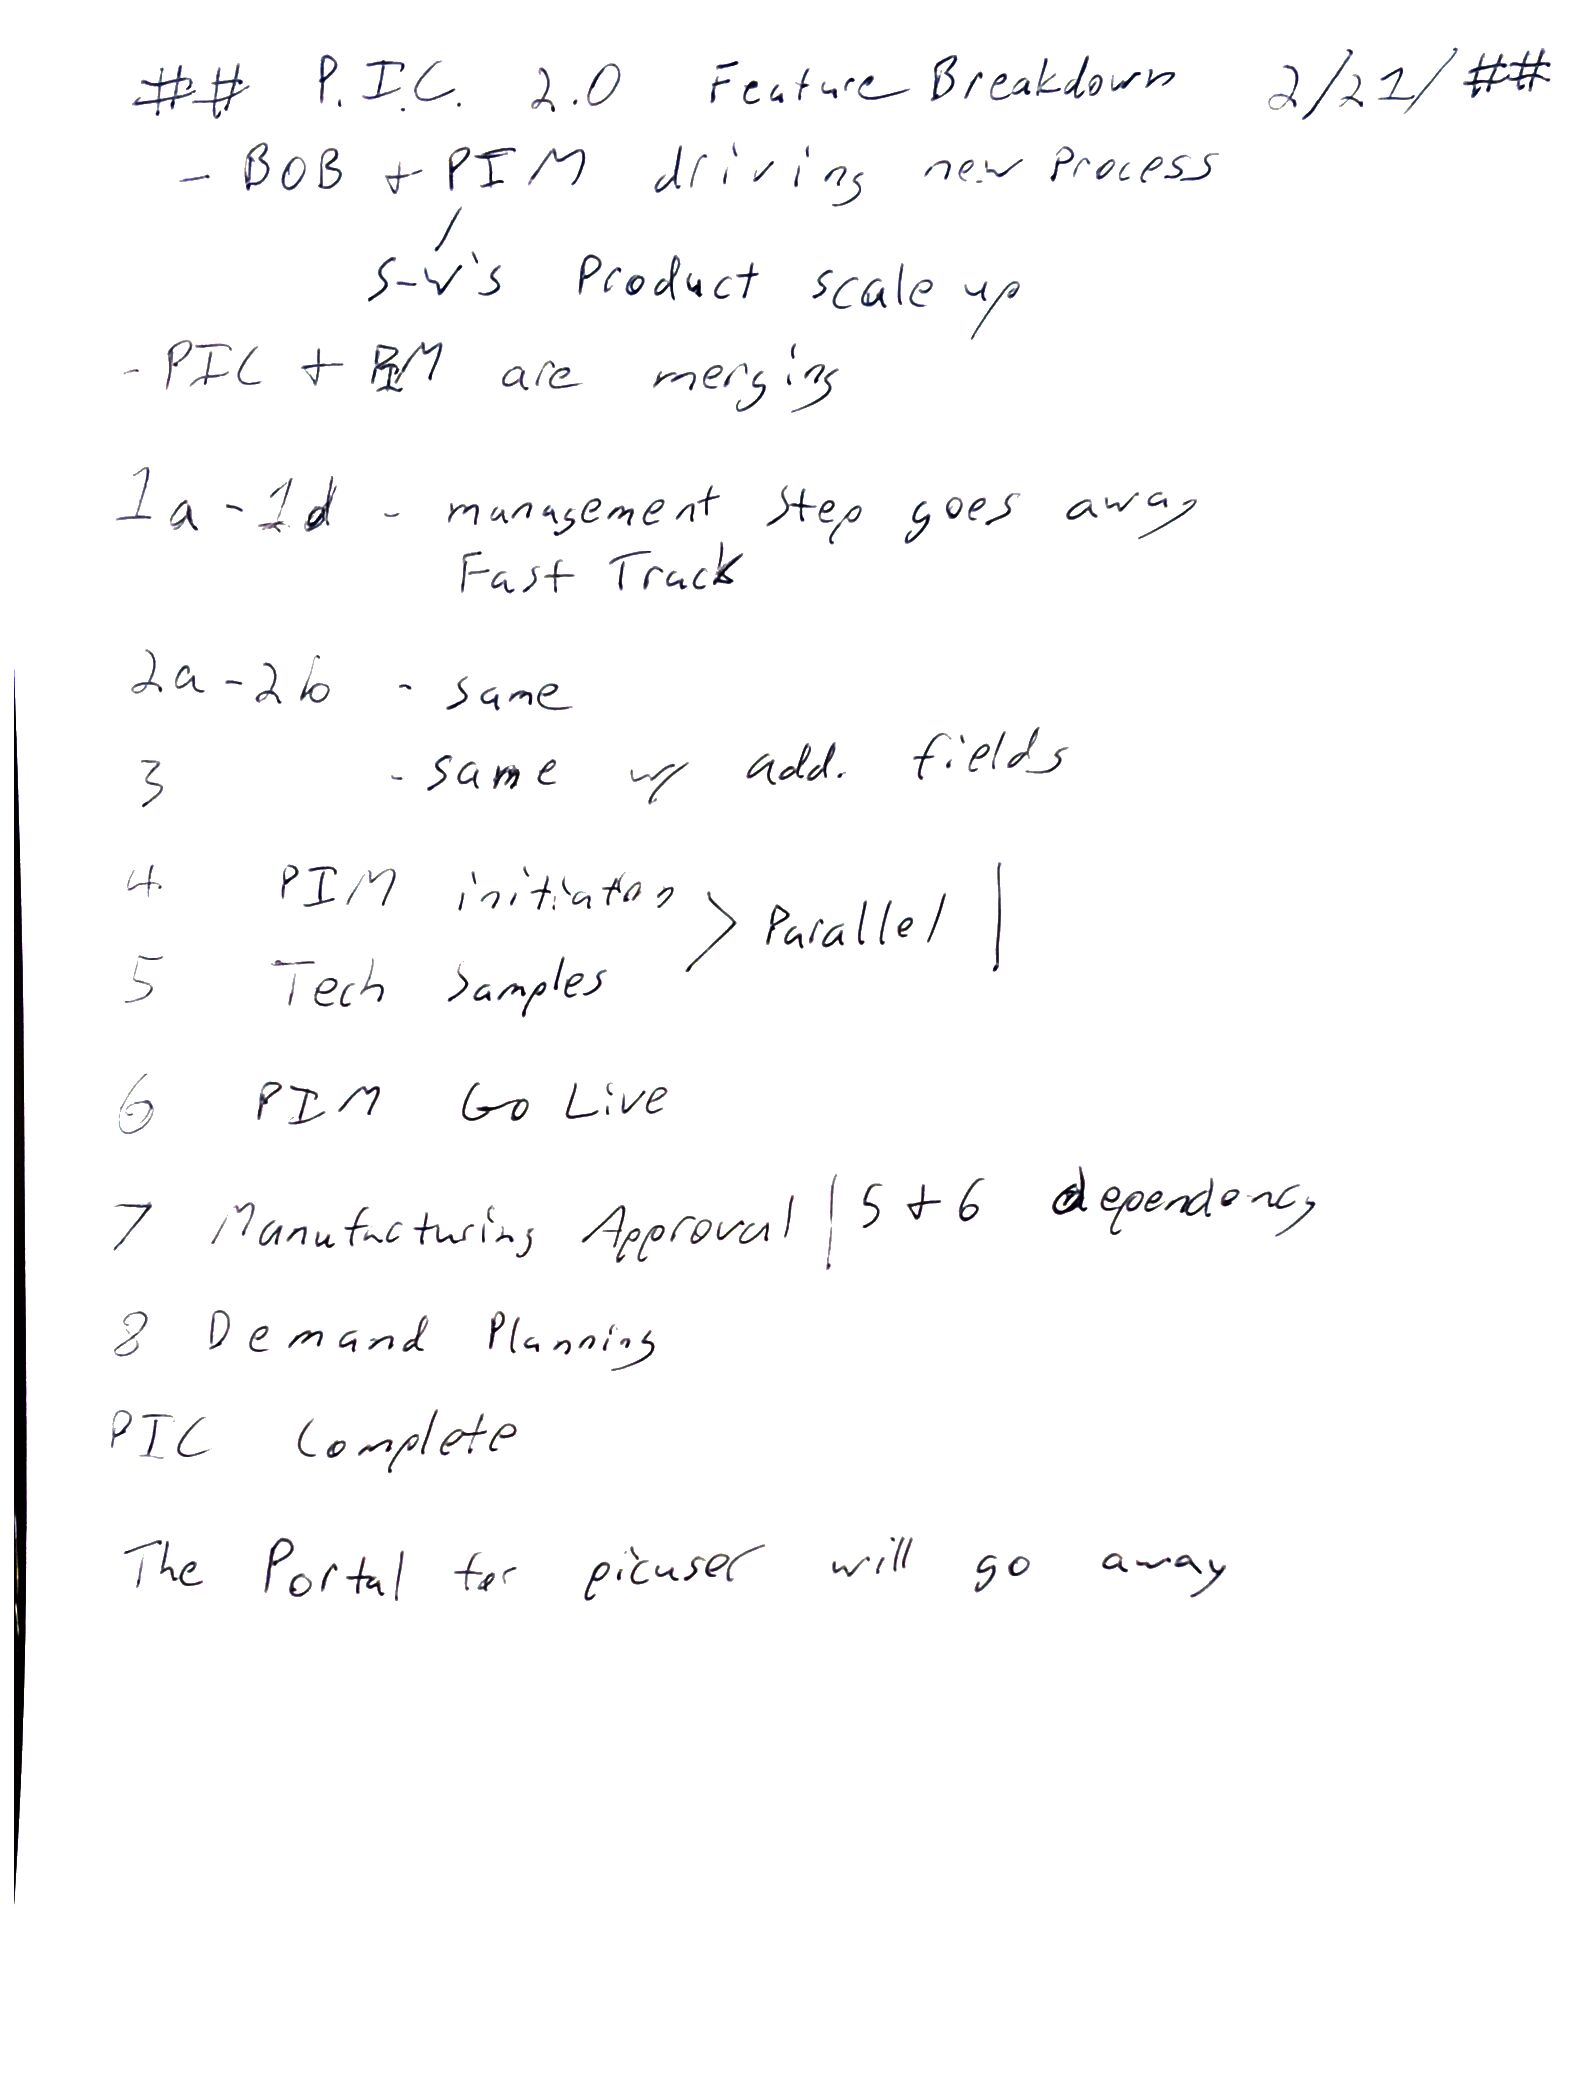 ## P.I.C. 2.0 Feature Breakdown 2/21/##
- BOB + PIM driving new Process
S-W's Product scale up
- PIC + PIM are merging
1a - 1d - management step goes away
Fast Track
2a - 2b - same
3 - same w/ add. fields
4 PIM initiation
> Parallel |
5 Tech Samples
6 PIM Go Live
7 Manufacturing Approval | 5 + 6 dependency
8 Demand Planning
PIC Complete
The Portal for picuser will go away